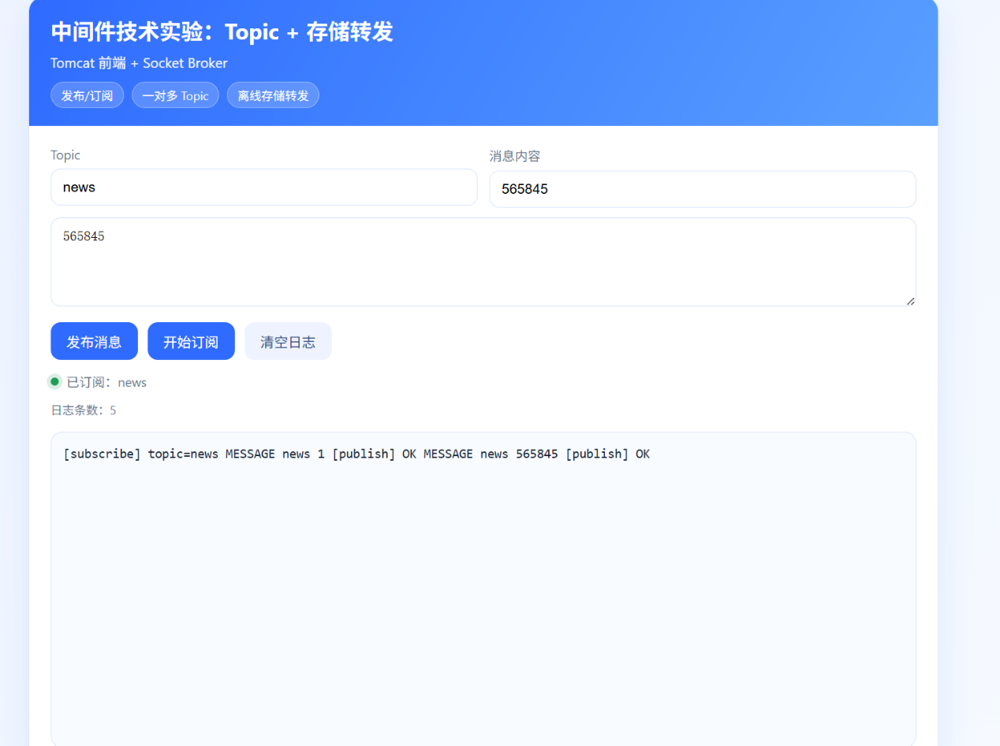 中间件技术实验：Topic + 存储转发
Tomcat 前端 + Socket Broker
发布/订阅 一对多 Topic 离线存储转发
Topic 消息内容
news 565845
565845
发布消息 开始订阅 清空日志
已订阅：news
日志条数：5
[subscribe] topic=news MESSAGE news 1 [publish] OK MESSAGE news 565845 [publish] OK